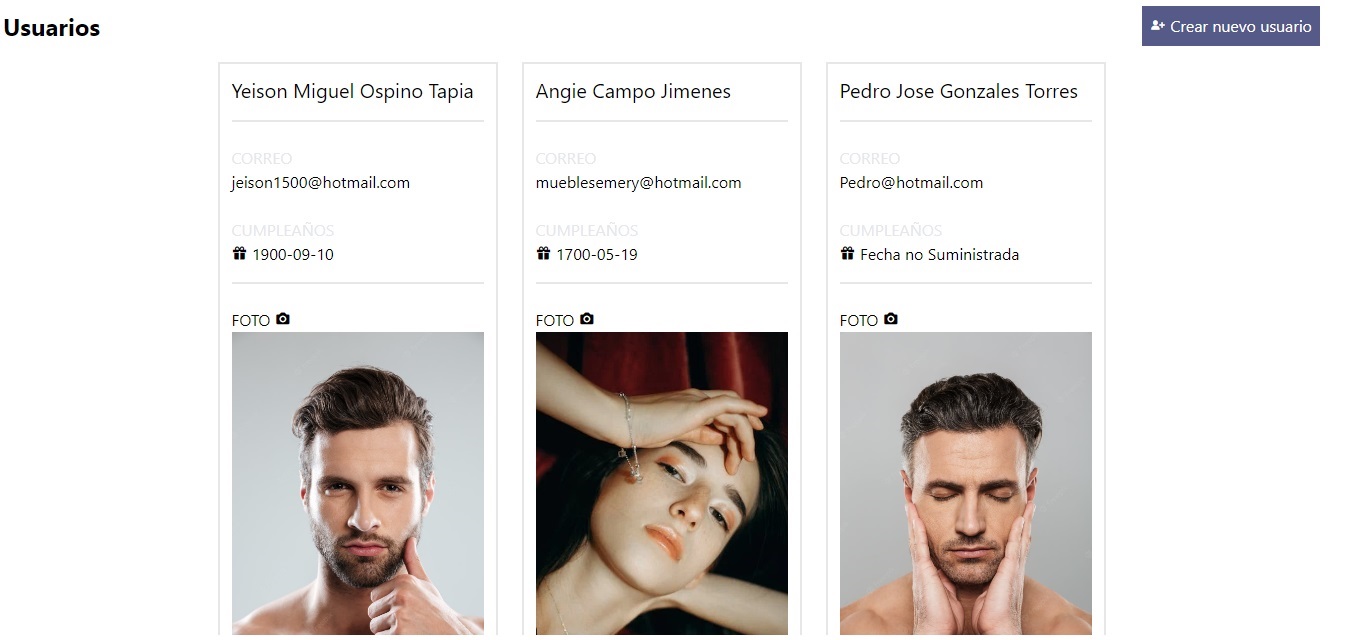 Usuarios
Crear nuevo usuario
Yeison Miguel Ospino Tapia
CORREO
jeison1500@hotmail.com
CUMPLEAÑOS
1900-09-10
FOTO
Angie Campo Jimenes
CORREO
mueblesemery@hotmail.com
CUMPLEAÑOS
1700-05-19
FOTO
Pedro Jose Gonzales Torres
CORREO
Pedro@hotmail.com
CUMPLEAÑOS
Fecha no Suministrada
FOTO